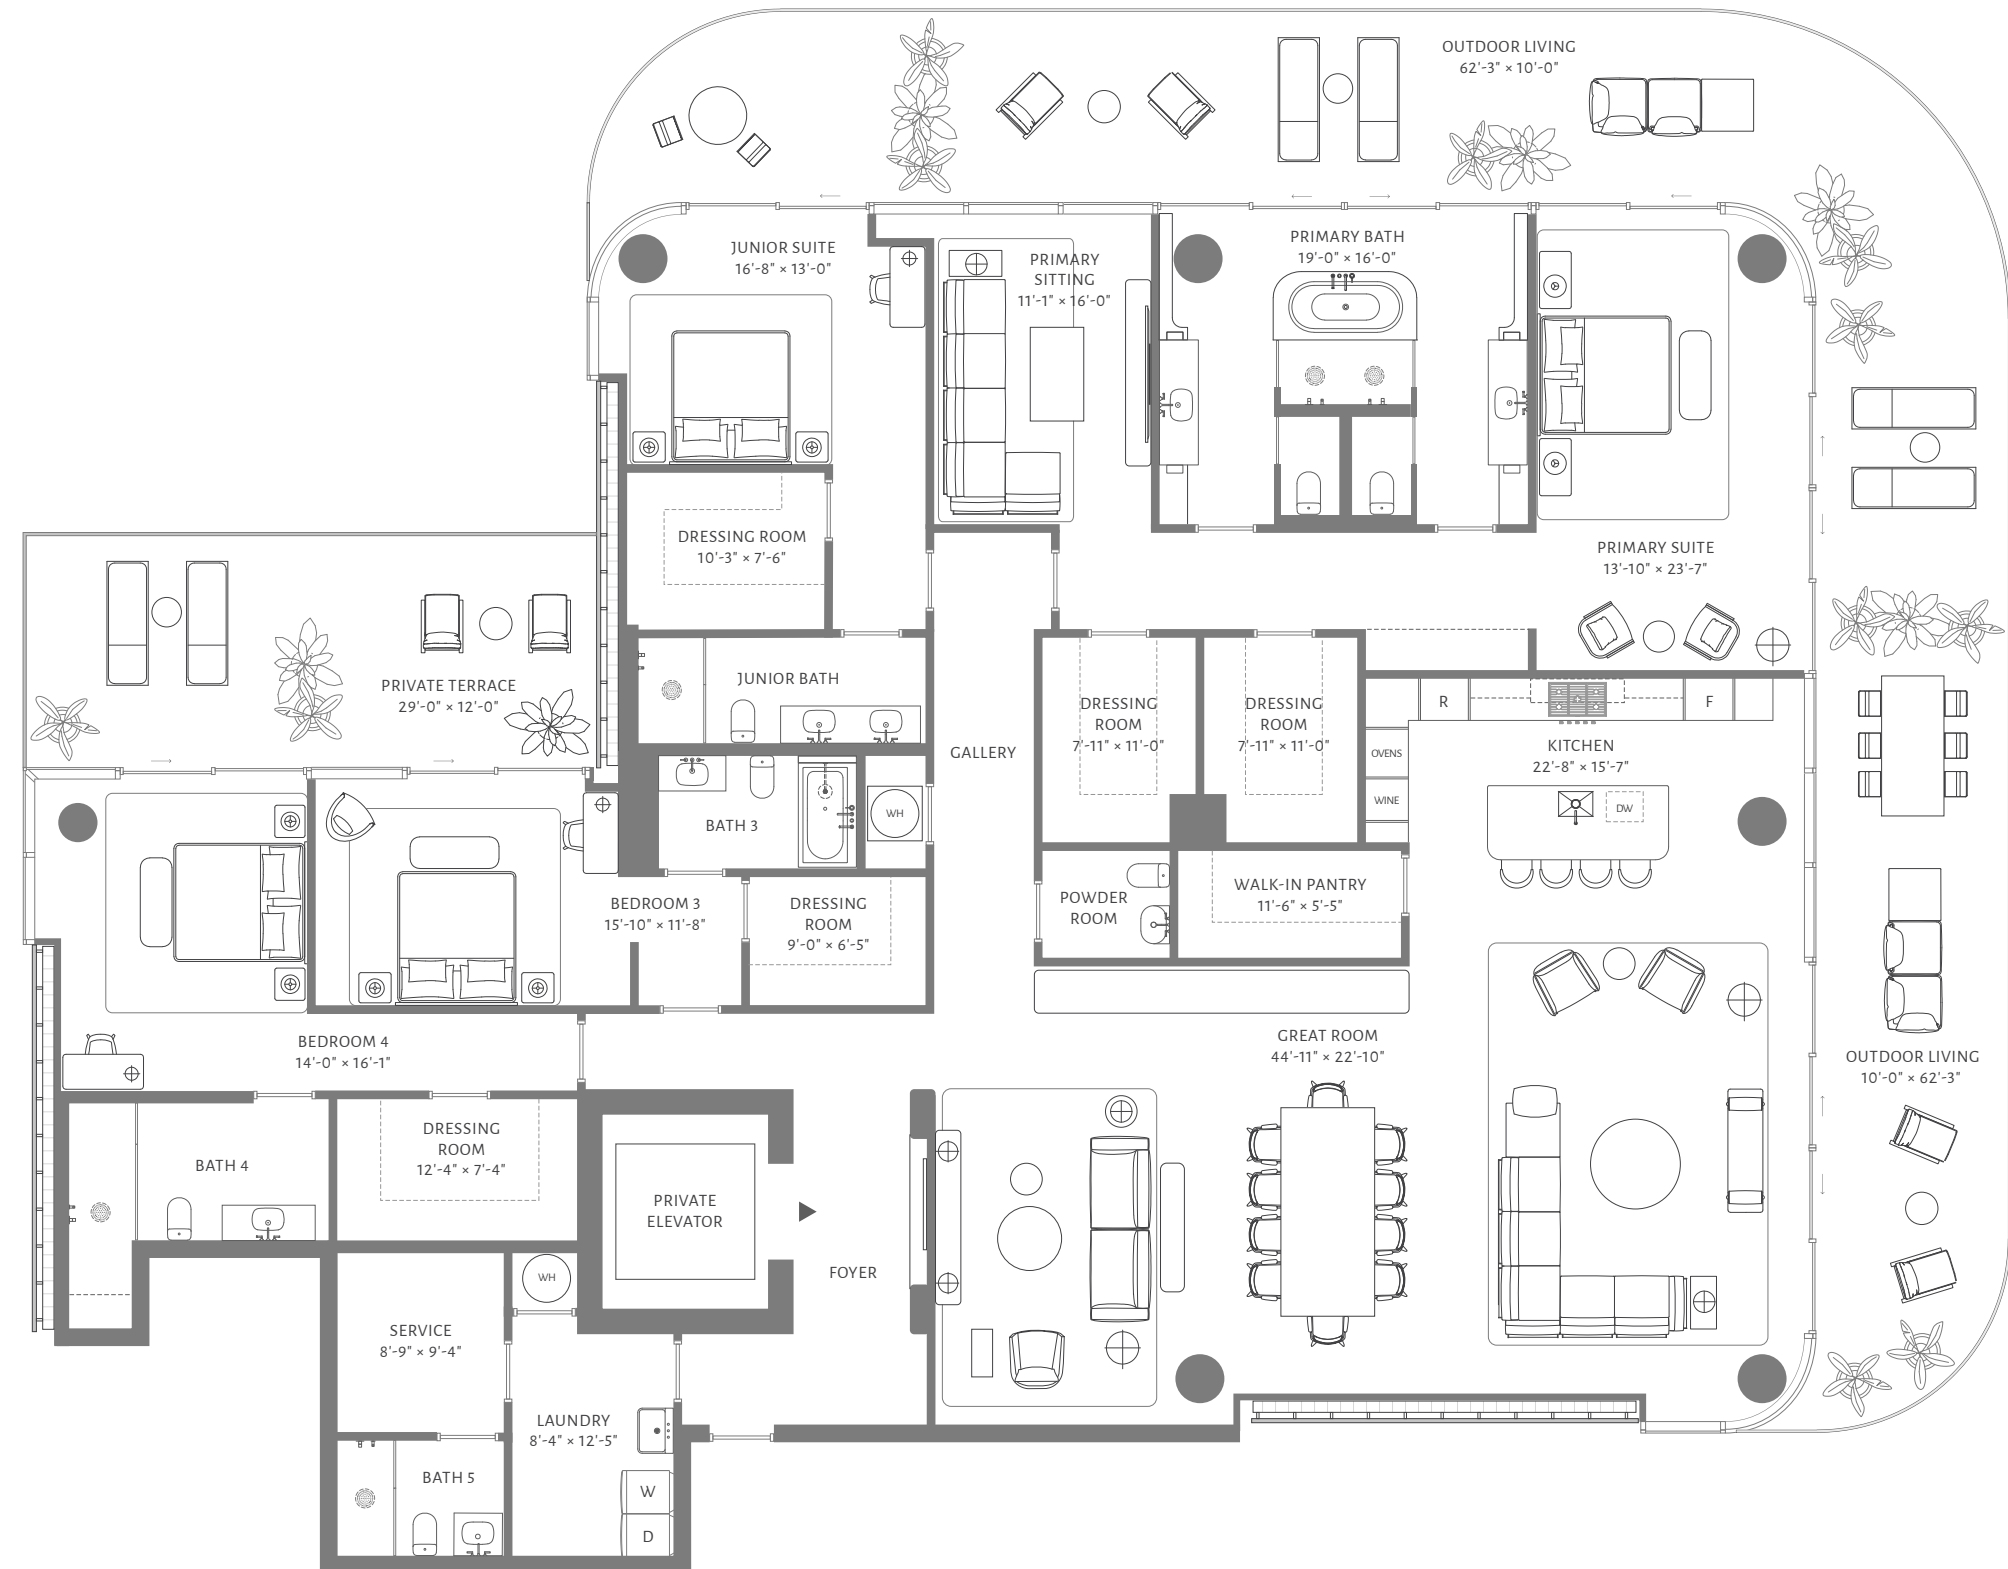 OUTDOOR LIVING
62'-3" × 10'-0"
JUNIOR SUITE
16'-8" × 13'-0"
PRIMARY
SITTING
11'-1" × 16'-0"
PRIMARY BATH
19'-0" × 16'-0"
DRESSING ROOM
10'-3" × 7'-6"
PRIMARY SUITE
13'-10" × 23'-7"
PRIVATE TERRACE
29'-0" × 12'-0"
JUNIOR BATH
DRESSING
ROOM
7'-11" × 11'-0"
DRESSING
ROOM
7'-11" × 11'-0"
R
F
GALLERY
OVENS
WINE
KITCHEN
22'-8" × 15'-7"
DW
BATH 3
WH
BEDROOM 3
15'-10" × 11'-8"
DRESSING
ROOM
9'-0" × 6'-5"
POWDER
ROOM
WALK-IN PANTRY
11'-6" × 5'-5"
BEDROOM 4
14'-0" × 16'-1"
GREAT ROOM
44'-11" × 22'-10"
OUTDOOR LIVING
10'-0" × 62'-3"
BATH 4
DRESSING
ROOM
12'-4" × 7'-4"
PRIVATE
ELEVATOR
FOYER
WH
SERVICE
8'-9" × 9'-4"
LAUNDRY
8'-4" × 12'-5"
BATH 5
W
D